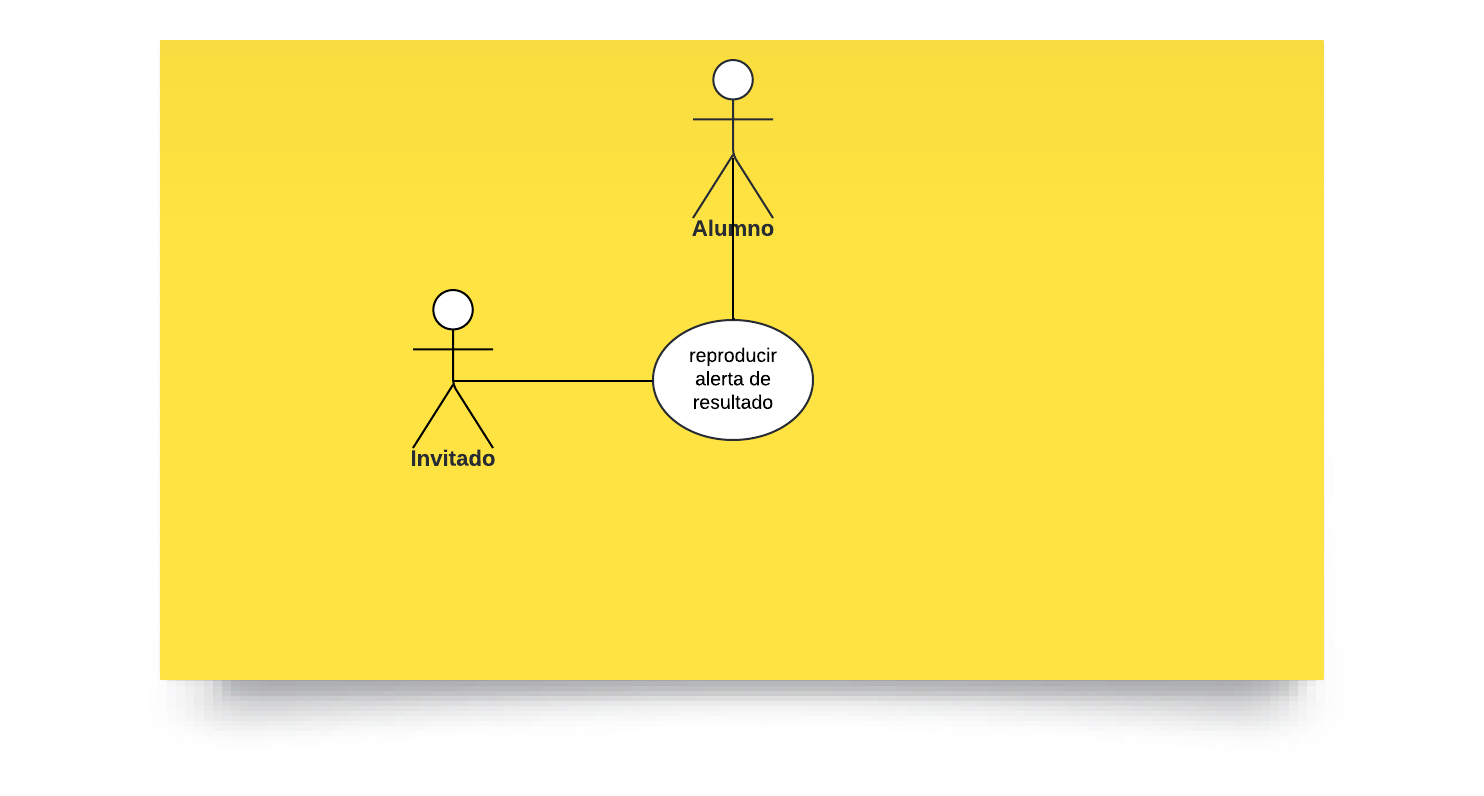 Alumno
reproducir
alerta de
resultado
Invitado